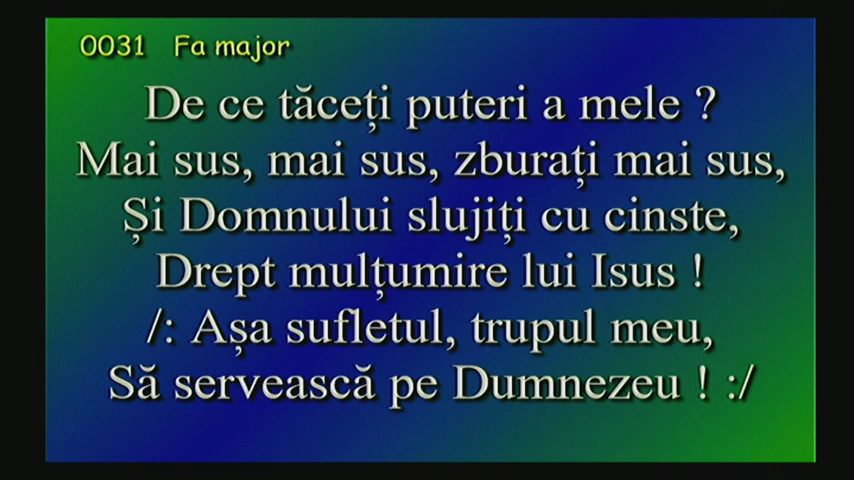 0031 Fa major
De ce tăceți puteri a mele ?
Mai sus, mai sus, zburați mai sus,
Și Domnului slujiți cu cinste,
Drept mulțumire lui Isus !
/: Așa sufletul, trupul meu,
Să servească pe Dumnezeu ! :/